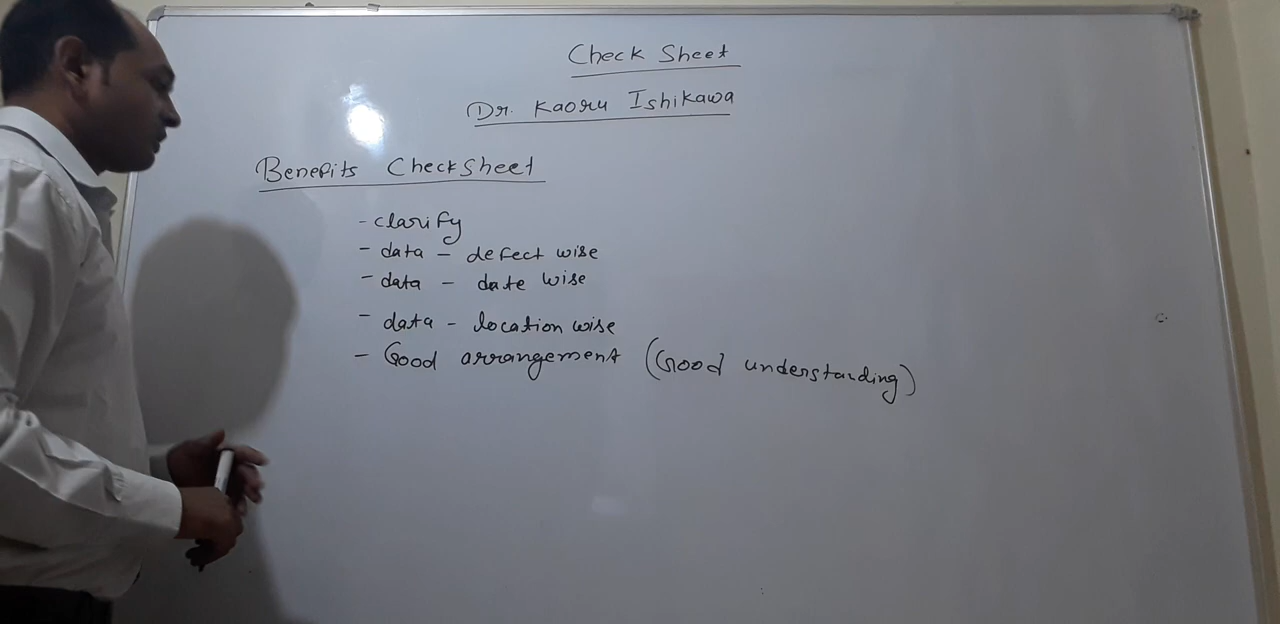 Check Sheet
Dr. Kaoru Ishikawa
Benefits CheckSheet
- clarify
- data - defect wise
- data - date wise
- data - location wise
- Good arrangement (Good understanding)